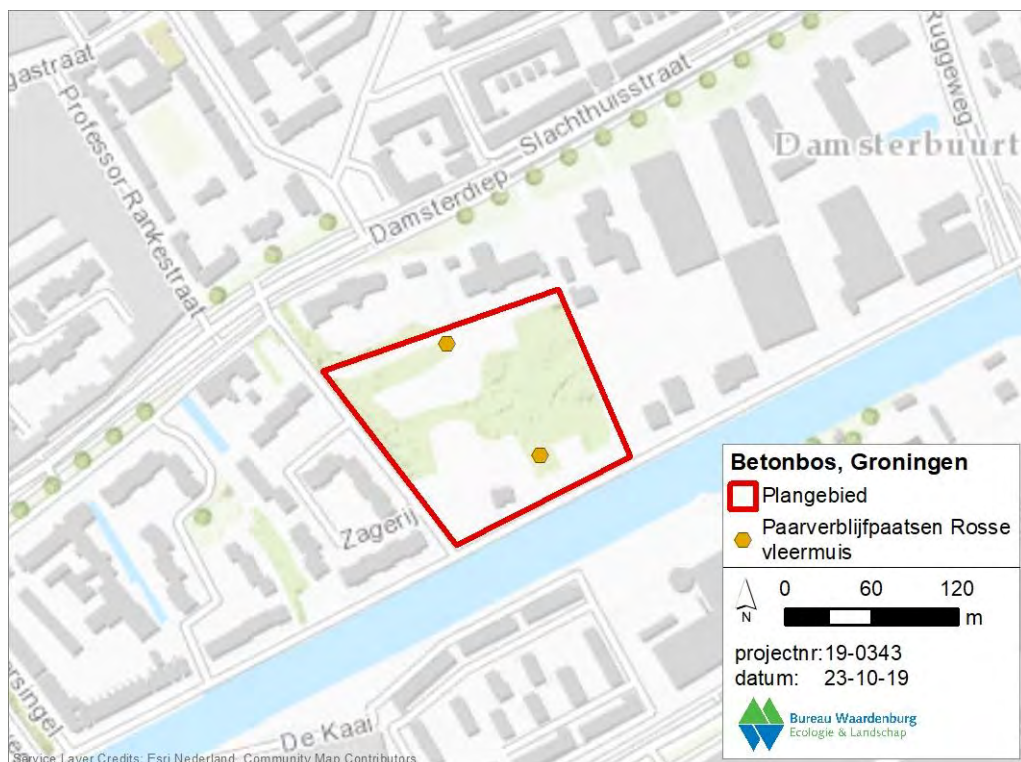 gastraat
Professor Rankestraat
Damsterdiep
Slachthuisstraat
Ruggeweg
Damsterbuurt
Zagerij
De Kaai
ersingel
Betonbos, Groningen
Plangebied
Paarverblijfpaatsen Rosse
vleermuis
0 60 120
m
N
projectnr: 19-0343
datum: 23-10-19
Bureau Waardenburg
Ecologie & Landschap
Service Layer Credits: Esri Nederland, Community Map Contributors